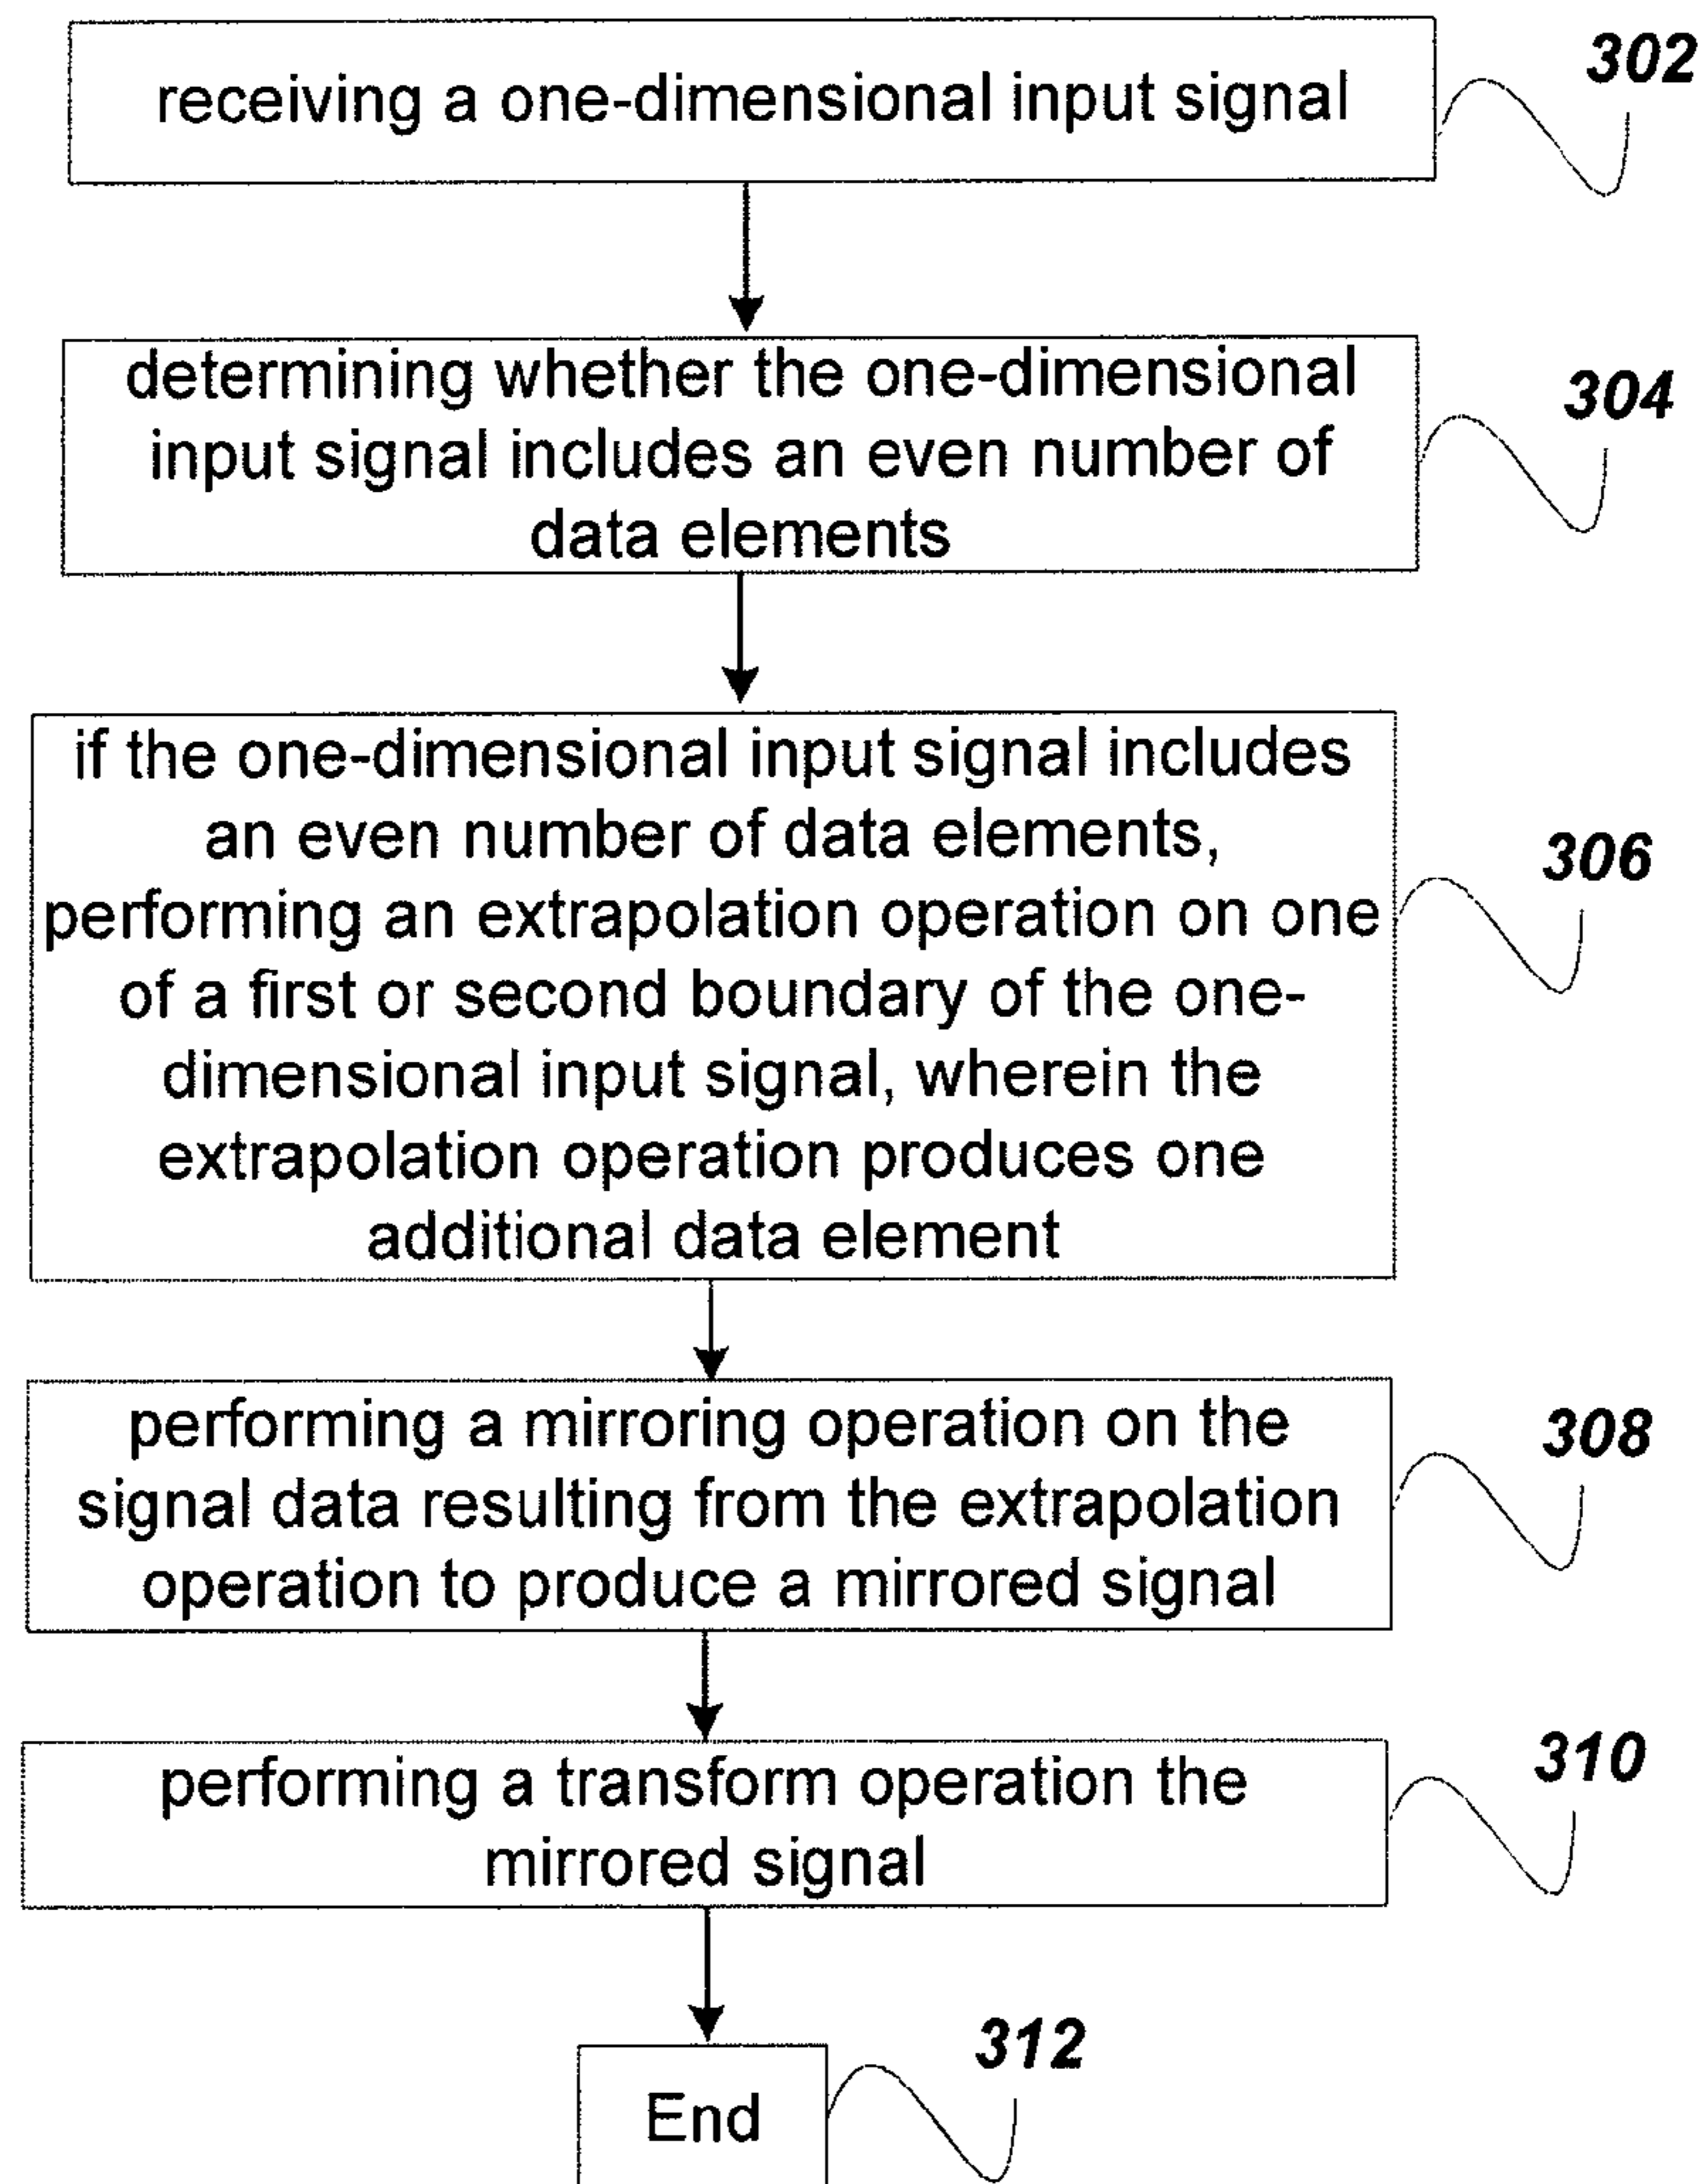 receiving a one-dimensional input signal
302
determining whether the one-dimensional
input signal includes an even number of
data elements
304
if the one-dimensional input signal includes
an even number of data elements,
performing an extrapolation operation on one
of a first or second boundary of the one-
dimensional input signal, wherein the
extrapolation operation produces one
additional data element
306
performing a mirroring operation on the
signal data resulting from the extrapolation
operation to produce a mirrored signal
308
performing a transform operation the
mirrored signal
310
End
312